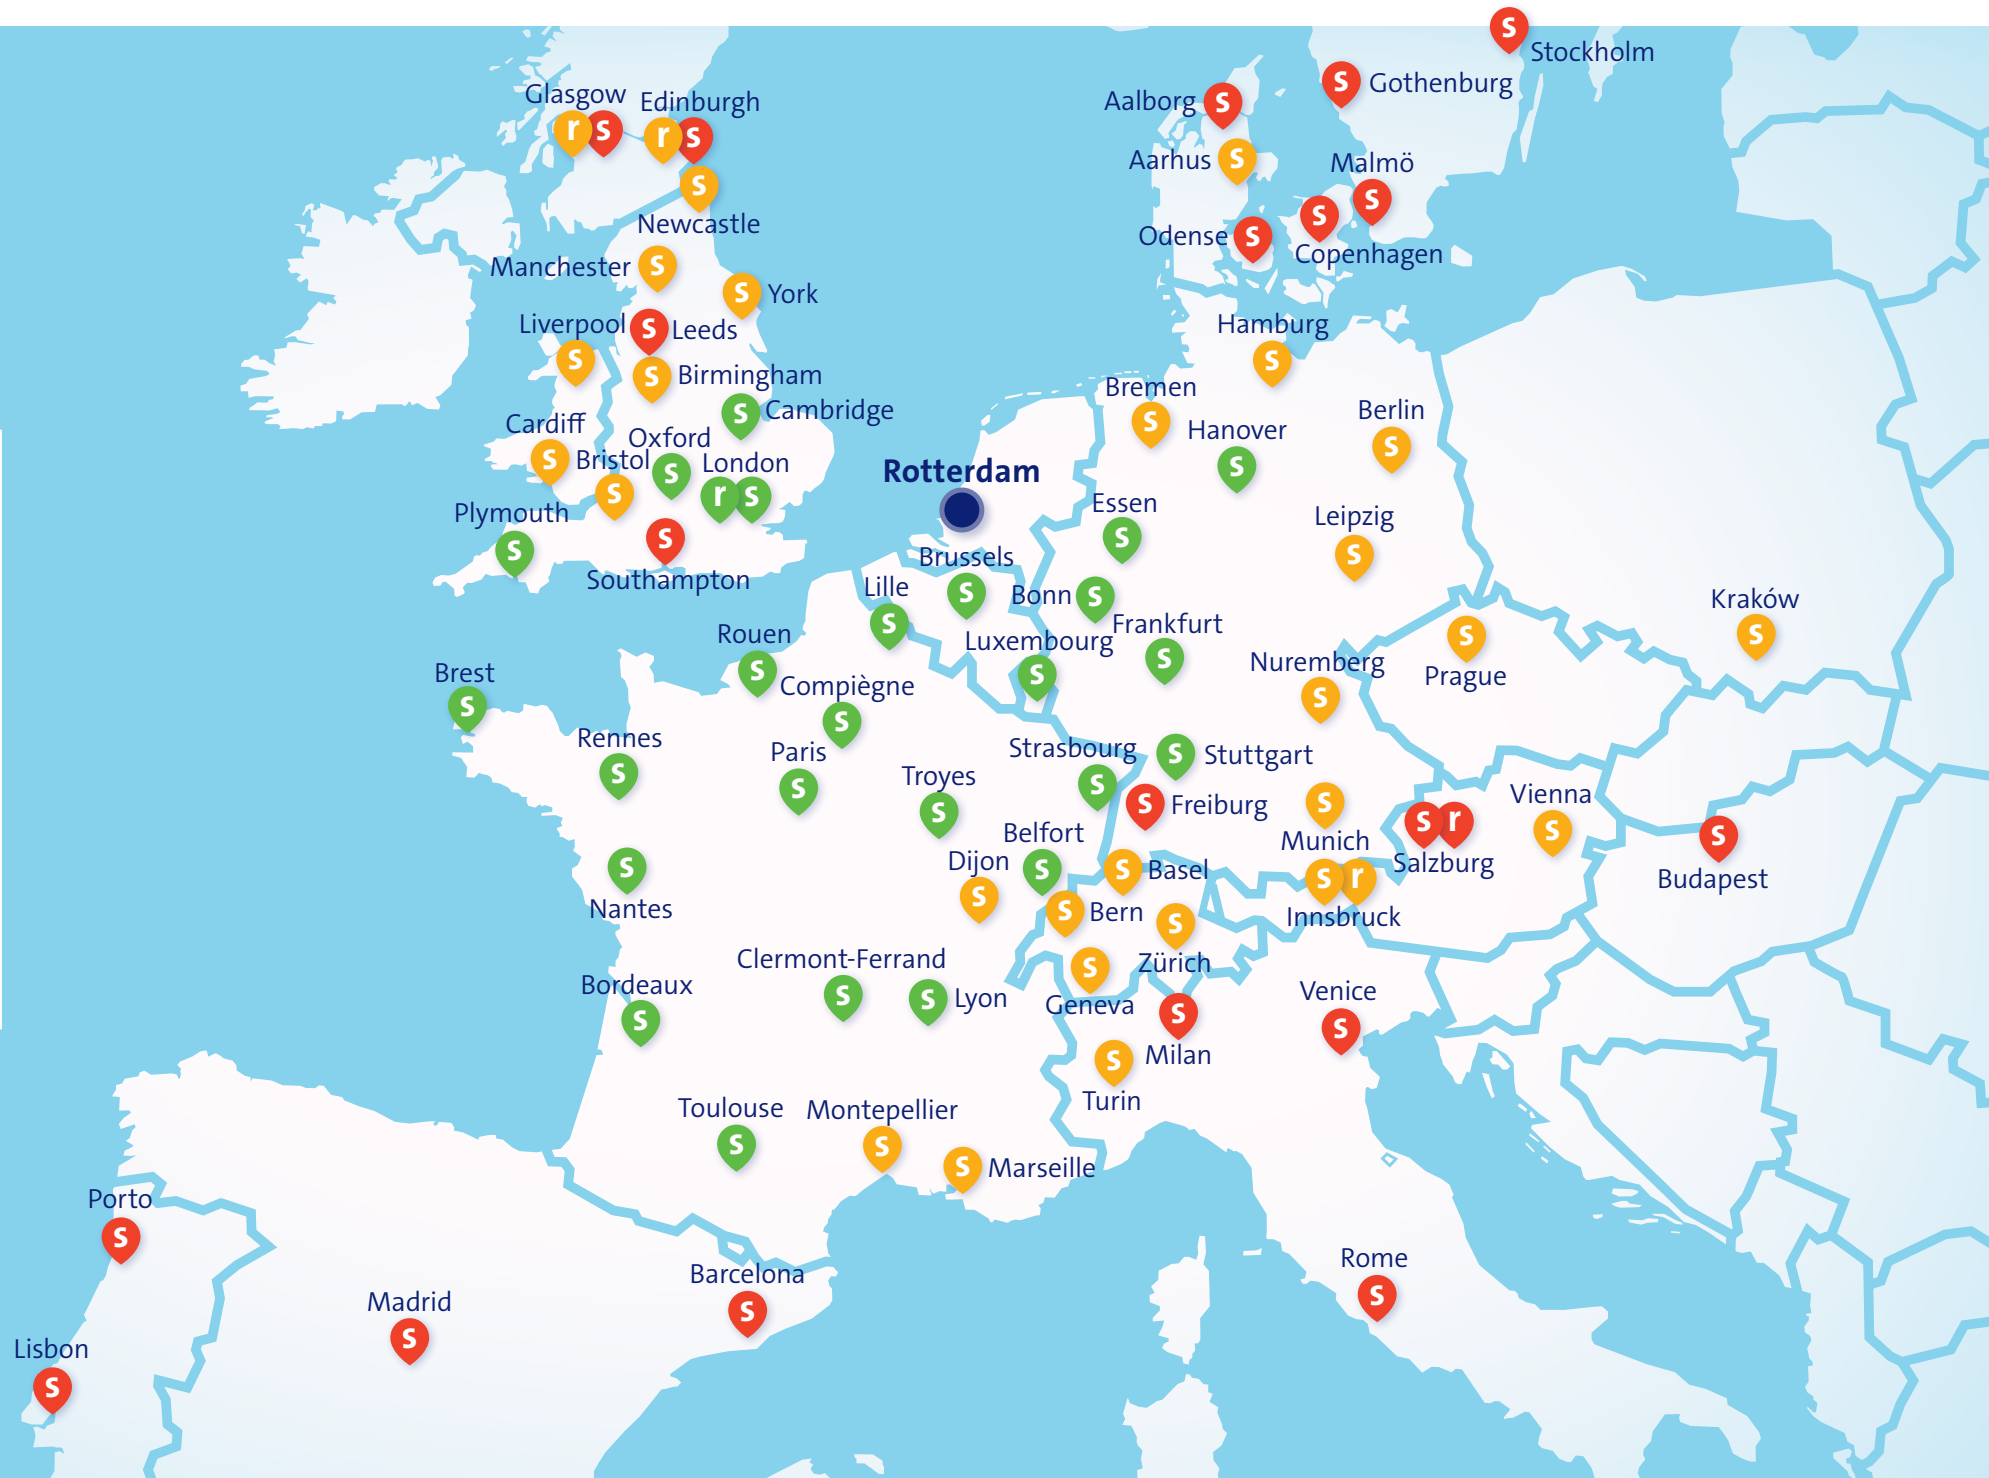 s
Stockholm
s
Gothenburg
Aalborg
s
Glasgow
Edinburgh
r
s
r
s
Aarhus
s
Malmö
s
s
Newcastle
s
Copenhagen
Odense
s
Manchester
s
s
York
Liverpool
s
Leeds
Hamburg
s
s
s
Birmingham
Bremen
s
s
Cambridge
Cardiff
Hanover
Berlin
s
Oxford
s
s
Bristol
s
London
s
r
s
Rotterdam
Plymouth
Essen
Leipzig
s
s
s
s
Southampton
Brussels
Lille
s
Bonn
s
Kraków
s
Frankfurt
s
s
Rouen
Luxembourg
s
Prague
Brest
s
s
Nuremberg
s
s
Compiègne
s
Rennes
Paris
Strasbourg
s
Stuttgart
s
s
Troyes
s
s
Vienna
s
Freiburg
s
s
r
s
s
Belfort
Munich
Salzburg
Budapest
s
Nantes
Dijon
s
s
s
Basel
s
r
s
Bern
s
Innsbruck
Clermont-Ferrand
Zürich
Bordeaux
s
s
s
Lyon
s
Geneva
Venice
s
s
Milan
s
s
Turin
Toulouse
Montepellier
s
s
s
Marseille
Porto
s
Barcelona
s
Rome
s
Madrid
s
Lisbon
s